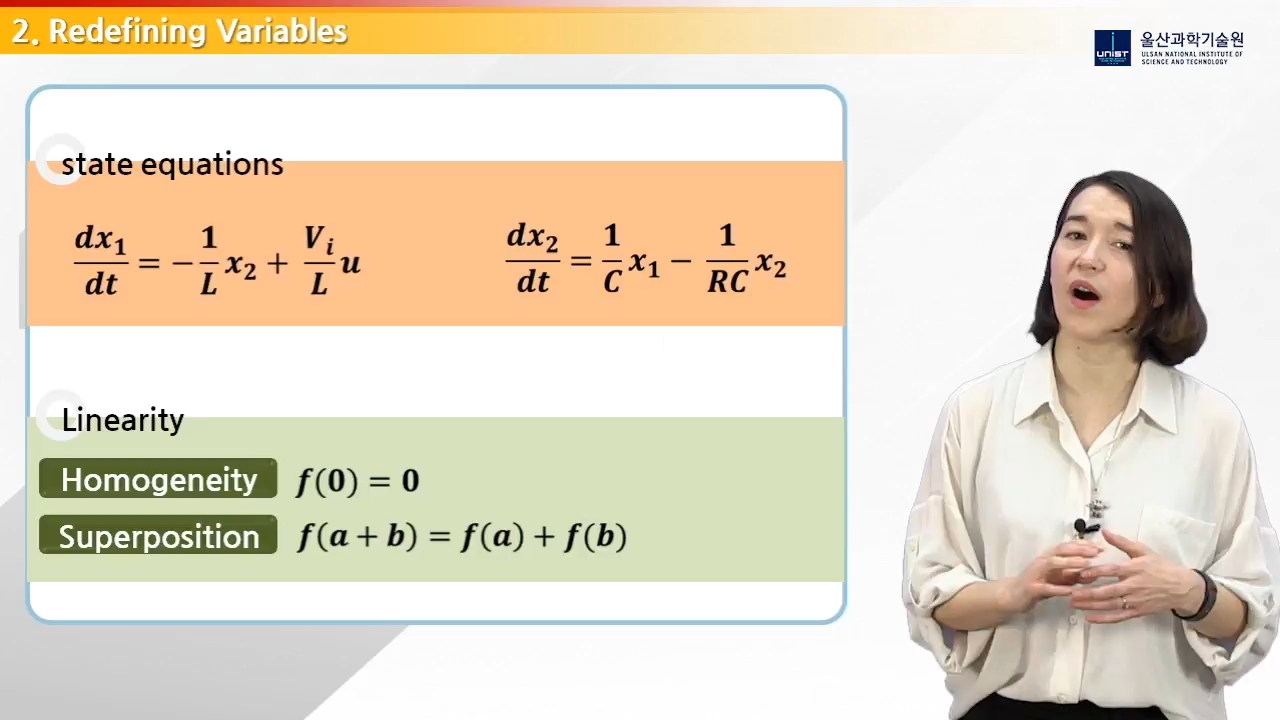 2. Redefining Variables
UNIST
울산과학기술원
ULSAN NATIONAL INSTITUTE OF
SCIENCE AND TECHNOLOGY
state equations
dx₁/dt = −1/L x₂ + Vᵢ/L u
dx₂/dt = 1/C x₁ − 1/RC x₂
Linearity
Homogeneity f(0) = 0
Superposition f(a + b) = f(a) + f(b)